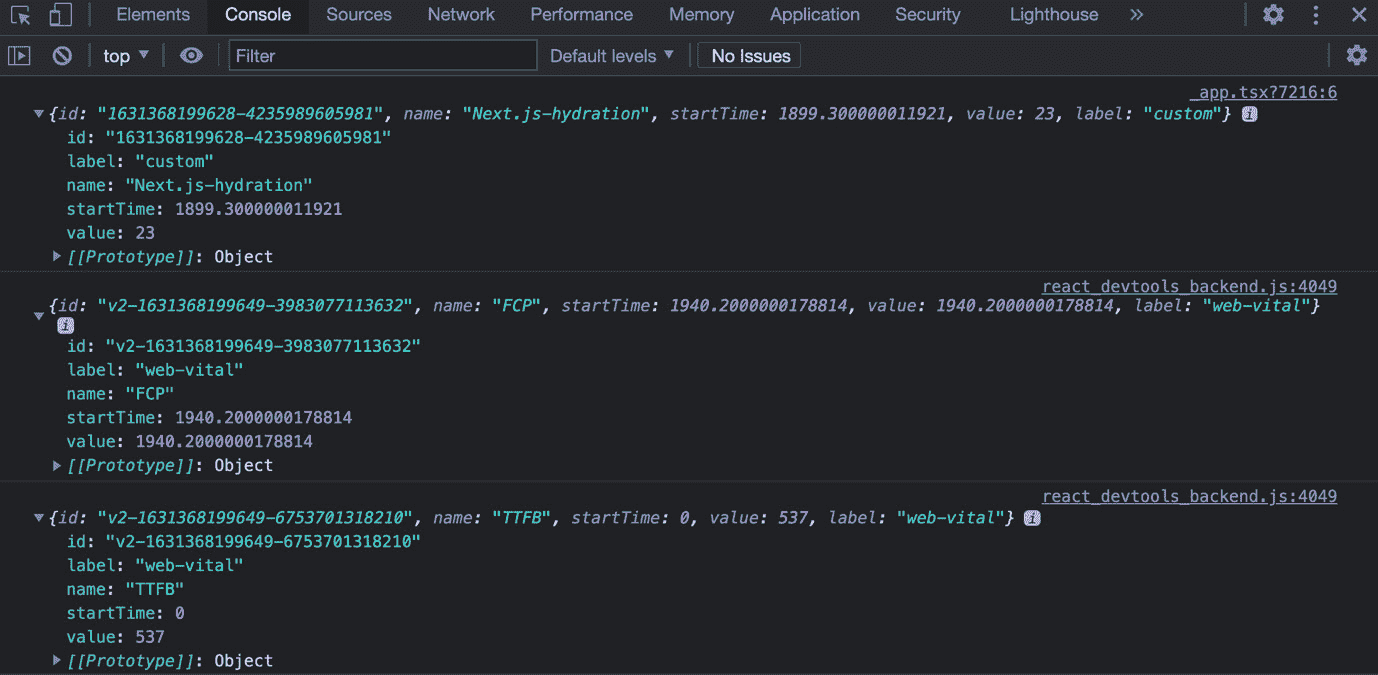 Elements Console Sources Network Performance Memory Application Security Lighthouse »
top Filter Default levels No Issues
_app.tsx?7216:6
{id: "1631368199628-4235989605981", name: "Next.js-hydration", startTime: 1899.300000011921, value: 23, label: "custom"} i
id: "1631368199628-4235989605981"
label: "custom"
name: "Next.js-hydration"
startTime: 1899.300000011921
value: 23
[[Prototype]]: Object
react_devtools_backend.js:4049
{id: "v2-1631368199649-3983077113632", name: "FCP", startTime: 1940.2000000178814, value: 1940.2000000178814, label: "web-vital"}
i
id: "v2-1631368199649-3983077113632"
label: "web-vital"
name: "FCP"
startTime: 1940.2000000178814
value: 1940.2000000178814
[[Prototype]]: Object
react_devtools_backend.js:4049
{id: "v2-1631368199649-6753701318210", name: "TTFB", startTime: 0, value: 537, label: "web-vital"} i
id: "v2-1631368199649-6753701318210"
label: "web-vital"
name: "TTFB"
startTime: 0
value: 537
[[Prototype]]: Object